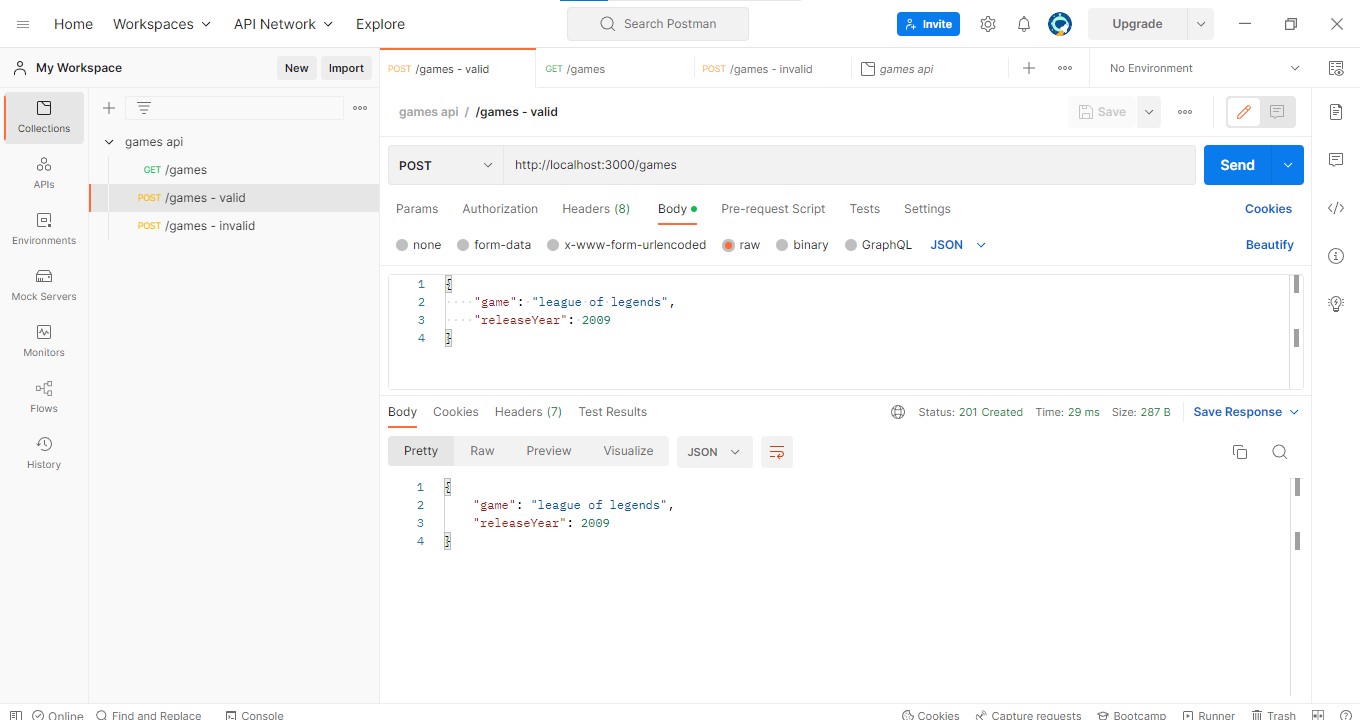 Home Workspaces API Network Explore Search Postman Invite Upgrade
My Workspace New Import POST /games - valid GET /games POST /games - invalid games api No Environment
Collections
APIs
Environments
Mock Servers
Monitors
Flows
History
games api
GET /games
POST /games - valid
POST /games - invalid
games api / /games - valid Save
POST http://localhost:3000/games Send
Params Authorization Headers (8) Body Pre-request Script Tests Settings Cookies
none form-data x-www-form-urlencoded raw binary GraphQL JSON Beautify
1 {
2 "game": "league of legends",
3 "releaseYear": 2009
4 }
Body Cookies Headers (7) Test Results Status: 201 Created Time: 29 ms Size: 287 B Save Response
Pretty Raw Preview Visualize JSON
1 {
2 "game": "league of legends",
3 "releaseYear": 2009
4 }
Online Find and Replace Console Cookies Capture requests Bootcamp Runner Trash